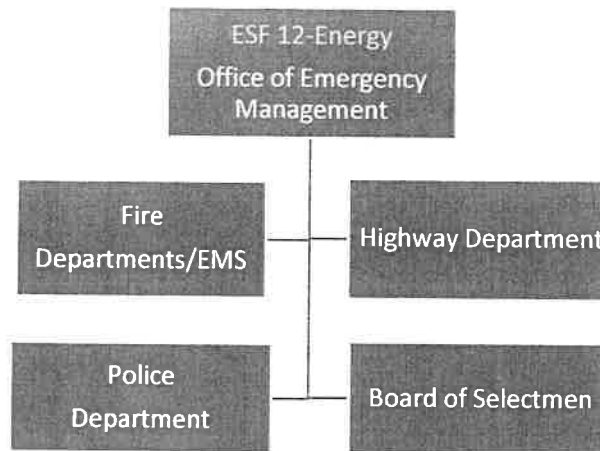 ESF 12-Energy
Office of Emergency
Management
Fire
Departments/EMS
Highway Department
Police
Department
Board of Selectmen